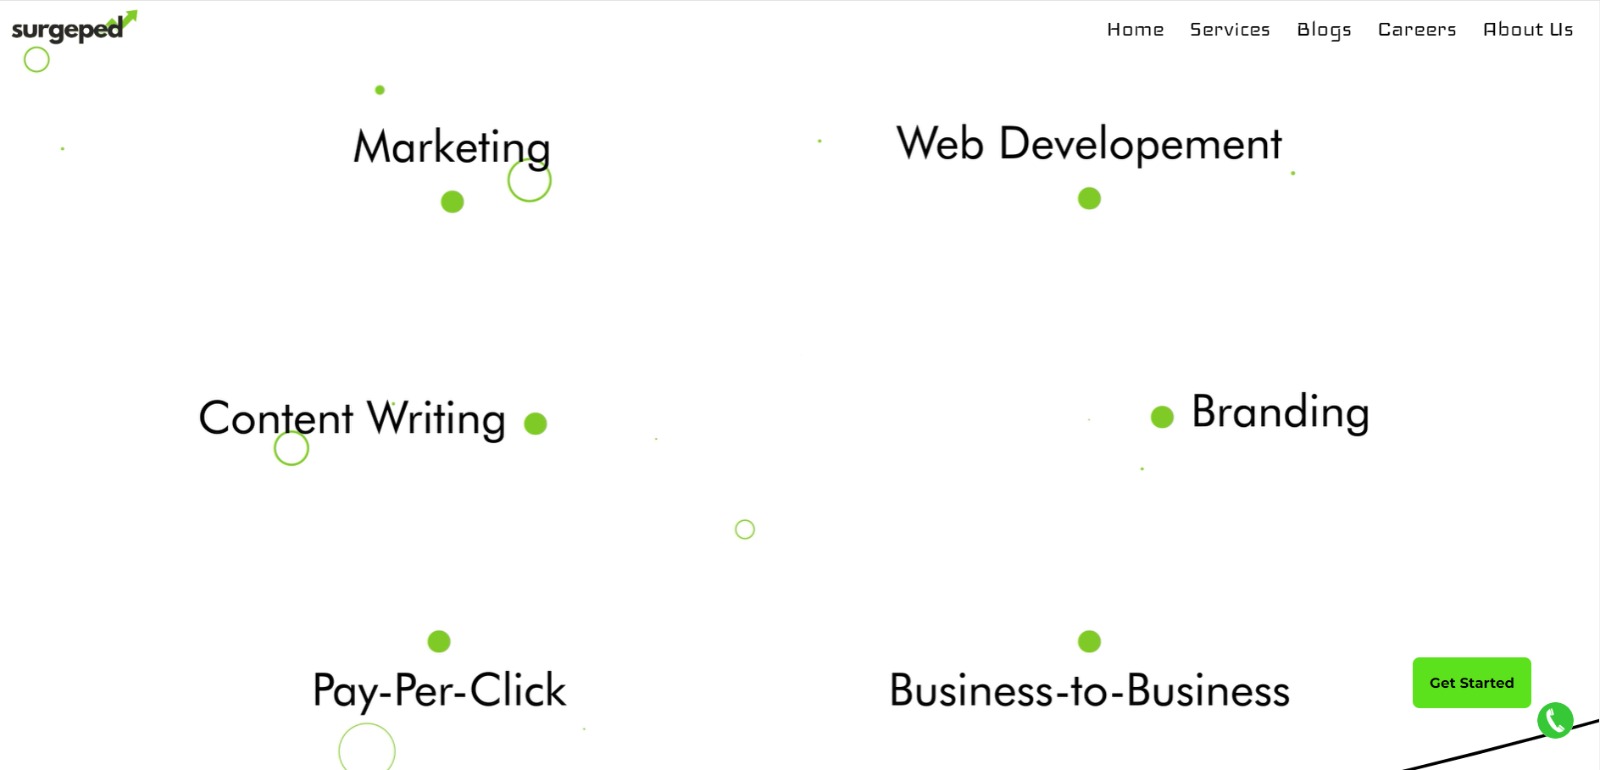 surgeped
Home Services Blogs Careers About Us
Marketing
Web Developement
Content Writing
Branding
Pay-Per-Click
Business-to-Business
Get Started